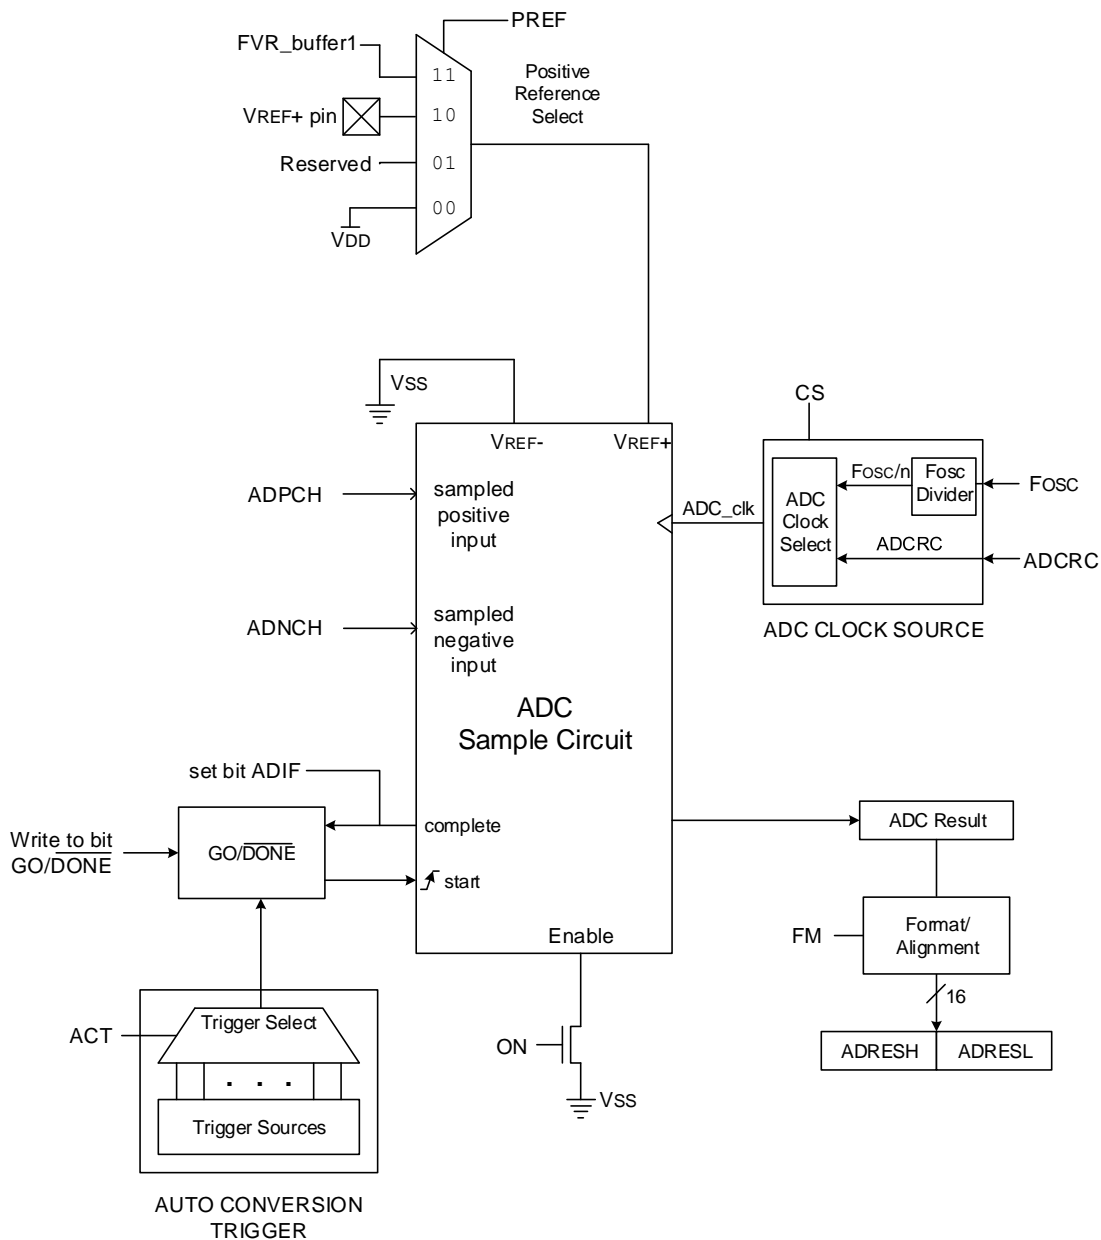 PREF
FVR_buffer1
11
Positive
Reference
Select
VREF+ pin
10
Reserved
01
00
VDD
VSS
VREF-
VREF+
CS
ADPCH
sampled
positive
input
ADC_clk
ADC
Clock
Select
FOSC/n
Fosc
Divider
FOSC
ADCRC
ADCRC
ADC CLOCK SOURCE
ADNCH
sampled
negative
input
ADC
Sample Circuit
set bit ADIF
complete
Write to bit
GO/DONE
GO/DONE
start
ADC Result
Enable
FM
Format/
Alignment
16
ADRESH
ADRESL
ACT
Trigger Select
. . .
Trigger Sources
ON
VSS
AUTO CONVERSION
TRIGGER